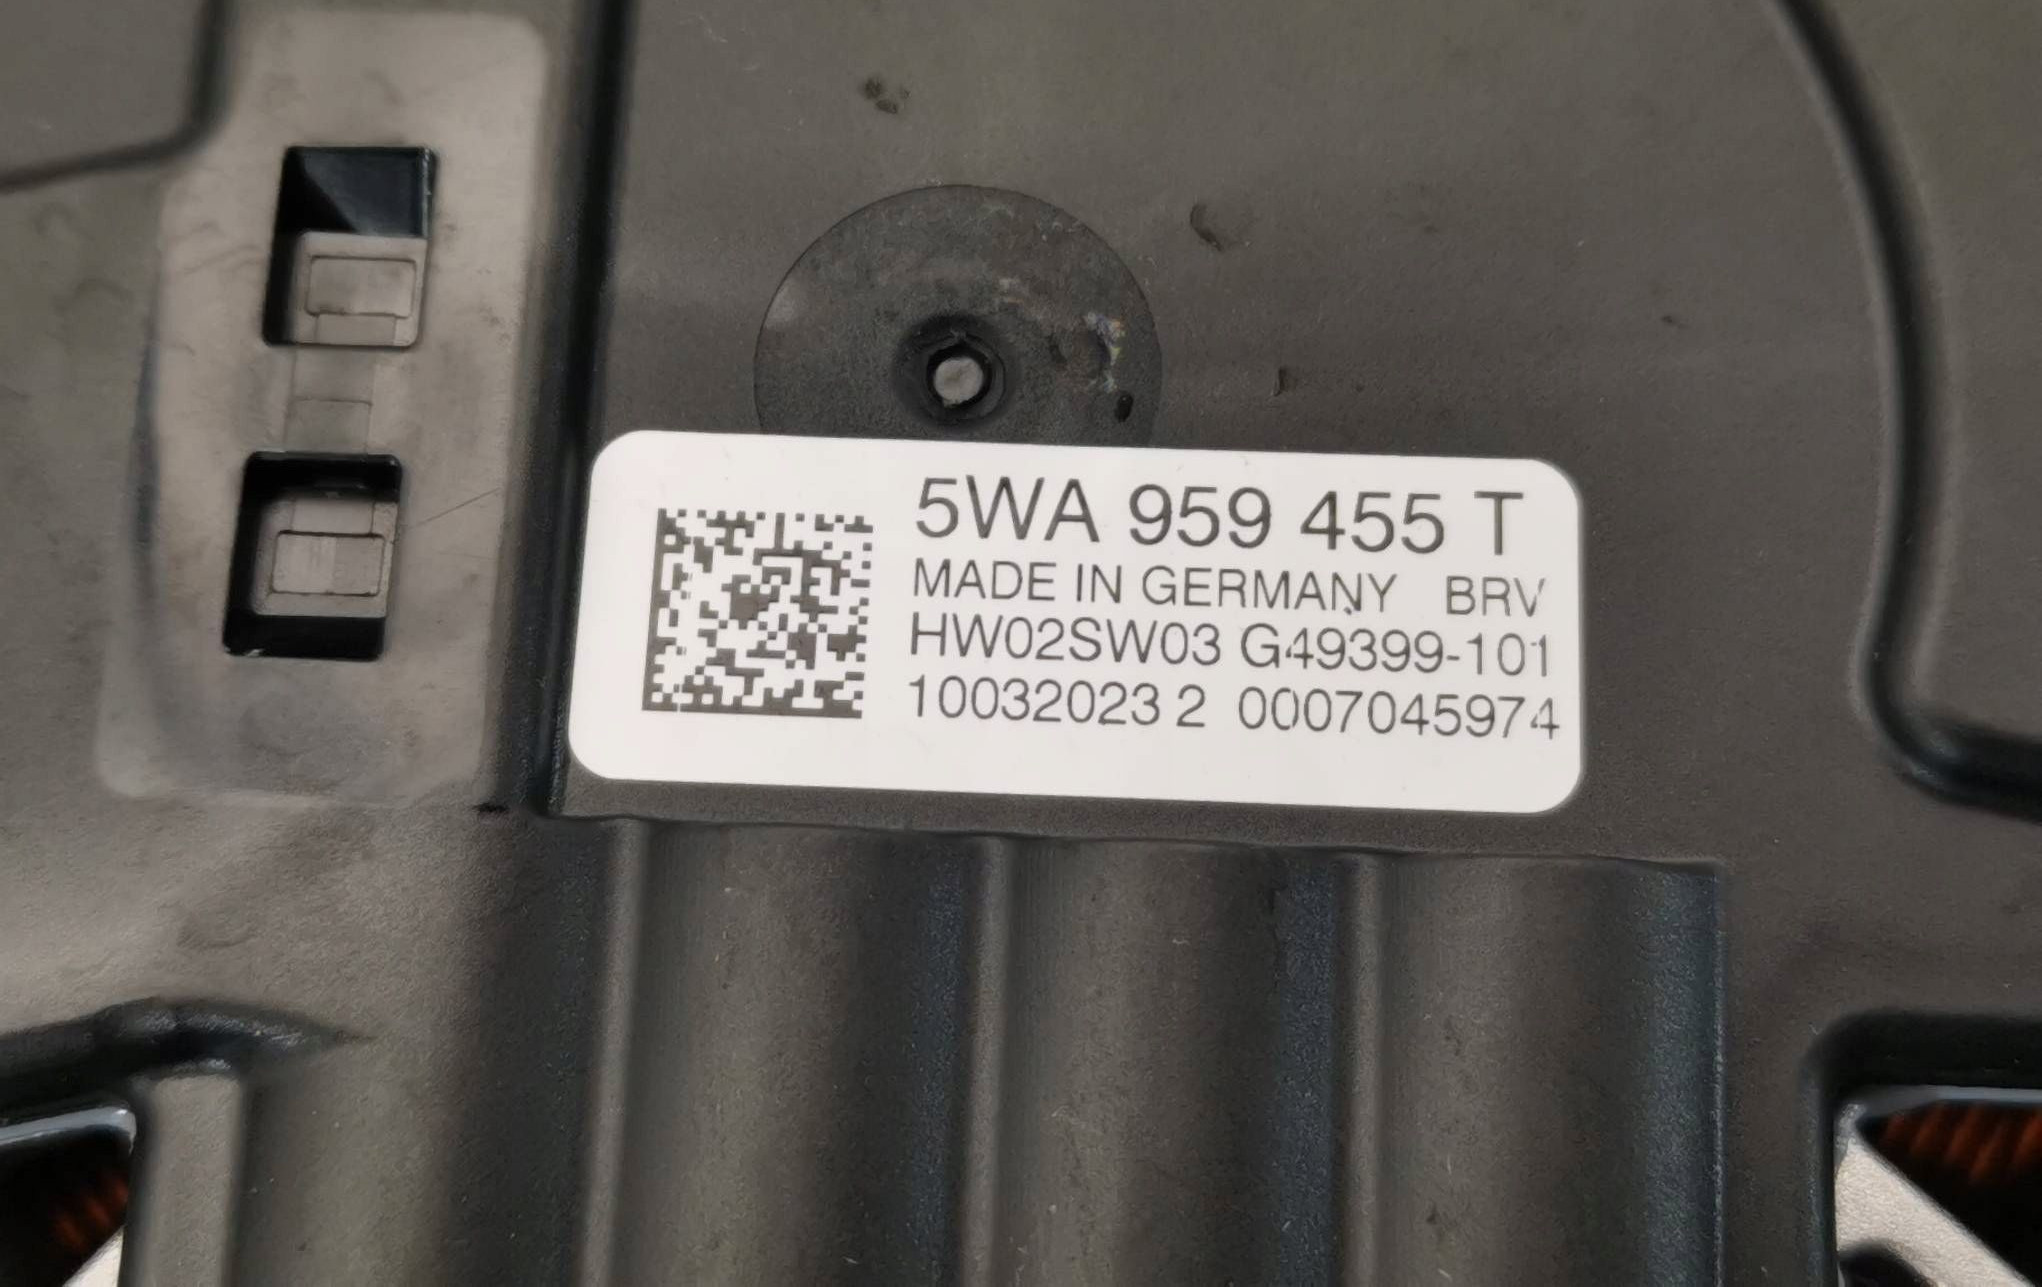 5WA 959 455 T
MADE IN GERMANY BRV
HW02SW03 G49399-101
10032023 2 0007045974